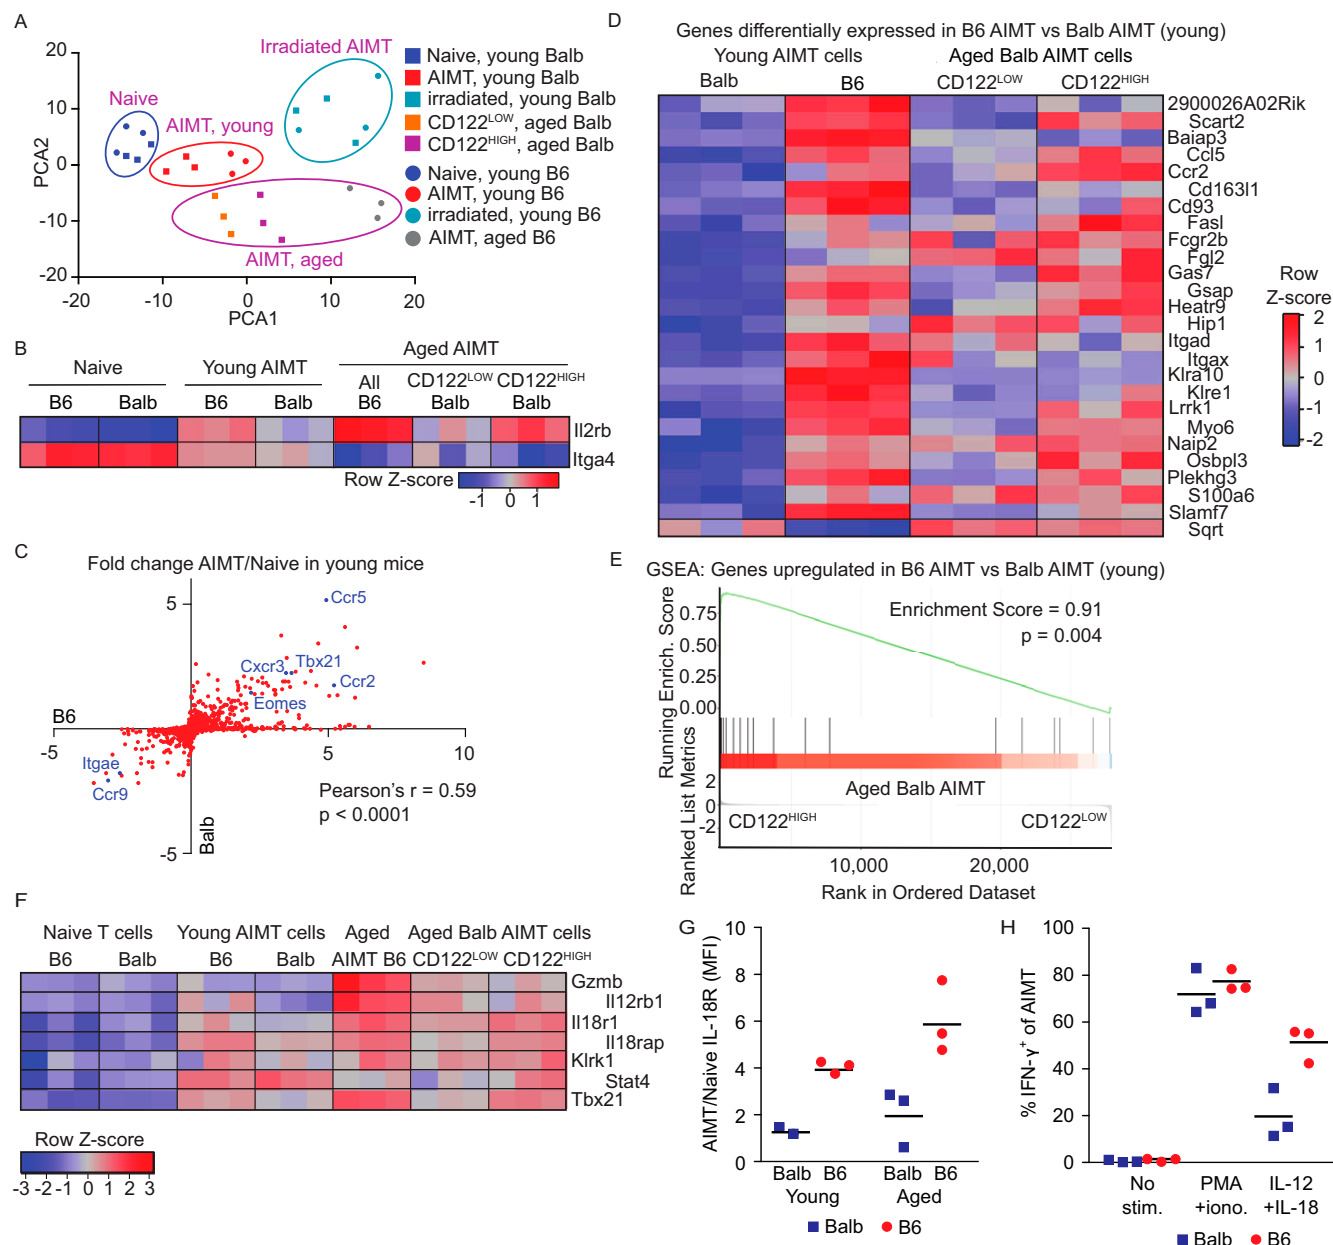 A
20
10
0
-10
-20
PCA2
-20
-10
0
10
20
PCA1
Naive
AIMT, young
Irradiated AIMT
AIMT, aged
Naive, young Balb
AIMT, young Balb
irradiated, young Balb
CD122LOW, aged Balb
CD122HIGH, aged Balb
Naive, young B6
AIMT, young B6
irradiated, young B6
AIMT, aged B6
B
Naive
Young AIMT
Aged AIMT
B6
Balb
B6
Balb
All
B6
CD122LOW
Balb
CD122HIGH
Balb
Il2rb
Itga4
Row Z-score
-1
0
1
C
Fold change AIMT/Naive in young mice
5
-5
B6
-5
5
10
Balb
Ccr5
Cxcr3
Tbx21
Ccr2
Eomes
Itgae
Ccr9
Pearson's r = 0.59
p < 0.0001
D
Genes differentially expressed in B6 AIMT vs Balb AIMT (young)
Young AIMT cells
Aged Balb AIMT cells
Balb
B6
CD122LOW
CD122HIGH
2900026A02Rik
Scart2
Baiap3
Ccl5
Ccr2
Cd163l1
Cd93
Fasl
Fcgr2b
Fgl2
Gas7
Gsap
Heatr9
Hip1
Itgad
Itgax
Klra10
Klre1
Lrrk1
Myo6
Naip2
Osbpl3
Plekhg3
S100a6
Slamf7
Sqrt
Row
Z-score
2
1
0
-1
-2
E
GSEA: Genes upregulated in B6 AIMT vs Balb AIMT (young)
Running Enrich. Score
0.75
0.50
0.25
0.00
Enrichment Score = 0.91
p = 0.004
Ranked List Metrics
2
0
-2
Aged Balb AIMT
CD122HIGH
CD122LOW
10,000
20,000
Rank in Ordered Dataset
F
Naive T cells
Young AIMT cells
Aged
AIMT B6
Aged Balb AIMT cells
B6
Balb
B6
Balb
CD122LOW
CD122HIGH
Gzmb
Il12rb1
Il18r1
Il18rap
Klrk1
Stat4
Tbx21
Row Z-score
-3 -2 -1 0 1 2 3
G
AIMT/Naive IL-18R (MFI)
10
8
6
4
2
0
Balb B6
Young
Balb B6
Aged
Balb
B6
H
% IFN-γ+ of AIMT
100
80
60
40
20
0
No
stim.
PMA
+iono.
IL-12
+IL-18
Balb
B6